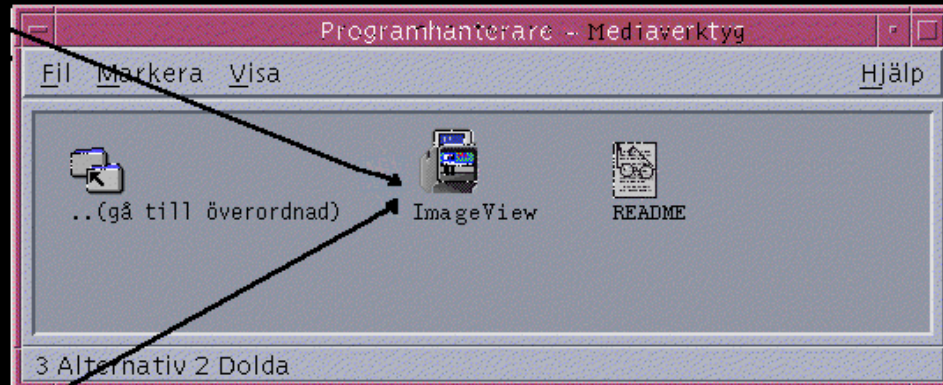 Programhanterare - Mediaverktyg
Fil Markera Visa Hjälp
..(gå till överordnad) ImageView README
3 Alternativ 2 Dolda